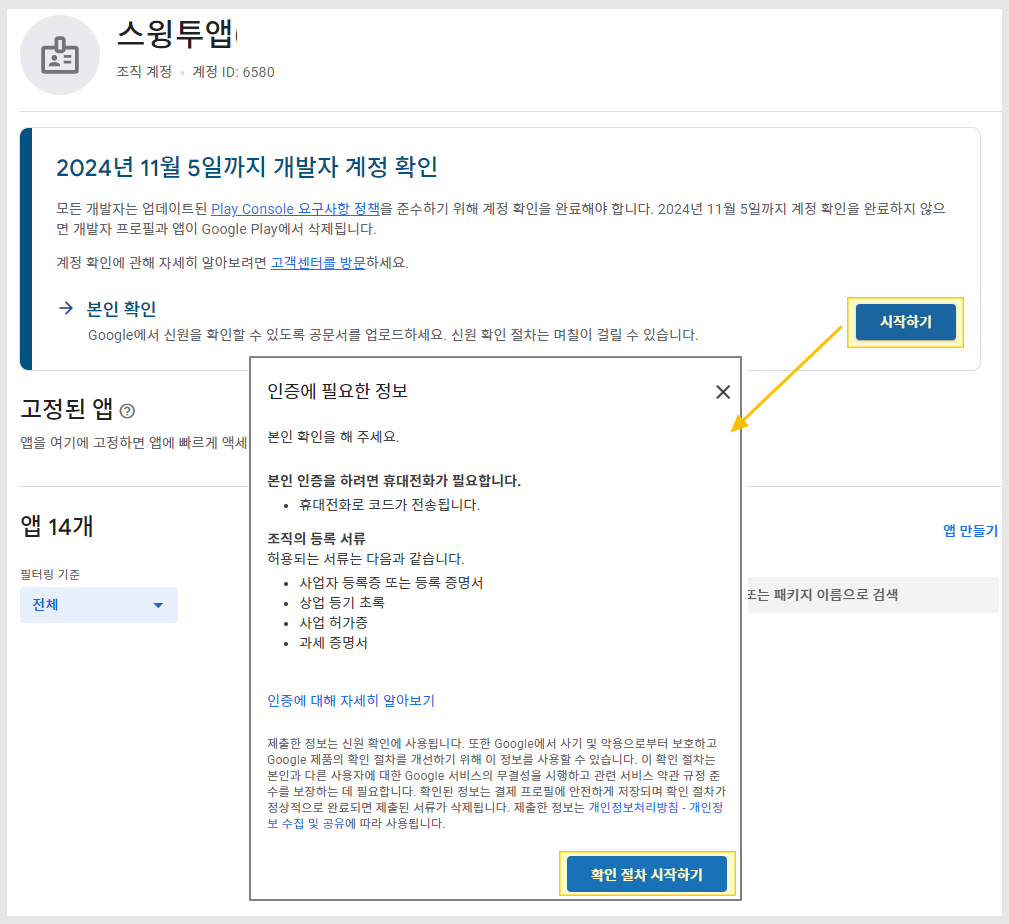 스윙투앱
조직 계정 • 계정 ID: 6580
2024년 11월 5일까지 개발자 계정 확인
모든 개발자는 업데이트된 Play Console 요구사항 정책을 준수하기 위해 계정 확인을 완료해야 합니다. 2024년 11월 5일까지 계정 확인을 완료하지 않으
면 개발자 프로필과 앱이 Google Play에서 삭제됩니다.
계정 확인에 관해 자세히 알아보려면 고객센터를 방문하세요.
본인 확인
Google에서 신원을 확인할 수 있도록 공문서를 업로드하세요. 신원 확인 절차는 며칠이 걸릴 수 있습니다.
시작하기
고정된 앱
앱을 여기에 고정하면 앱에 빠르게 액세
앱 14개
앱 만들기
필터링 기준
전체
또는 패키지 이름으로 검색
인증에 필요한 정보
본인 확인을 해 주세요.
본인 인증을 하려면 휴대전화가 필요합니다.
• 휴대전화로 코드가 전송됩니다.
조직의 등록 서류
허용되는 서류는 다음과 같습니다.
• 사업자 등록증 또는 등록 증명서
• 상업 등기 초록
• 사업 허가증
• 과세 증명서
인증에 대해 자세히 알아보기
제출한 정보는 신원 확인에 사용됩니다. 또한 Google에서 사기 및 악용으로부터 보호하고
Google 제품의 확인 절차를 개선하기 위해 이 정보를 사용할 수 있습니다. 이 확인 절차는
본인과 다른 사용자에 대한 Google 서비스의 무결성을 시행하고 관련 서비스 약관 규정 준
수를 보장하는 데 필요합니다. 확인된 정보는 결제 프로필에 안전하게 저장되며 확인 절차가
정상적으로 완료되면 제출된 서류가 삭제됩니다. 제출한 정보는 개인정보처리방침 - 개인정
보 수집 및 공유에 따라 사용됩니다.
확인 절차 시작하기